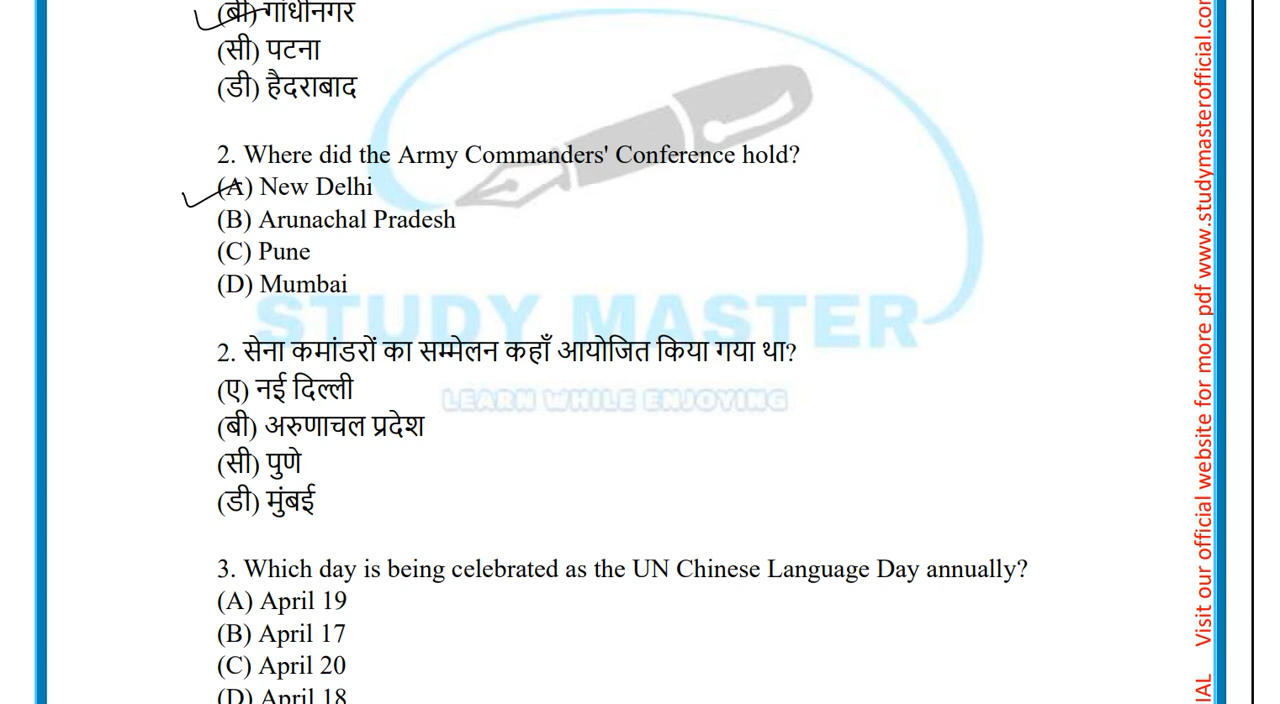 (बी) गांधीनगर
(सी) पटना
(डी) हैदराबाद
2. Where did the Army Commanders' Conference hold?
(A) New Delhi
(B) Arunachal Pradesh
(C) Pune
(D) Mumbai
STUDY MASTER
2. सेना कमांडरों का सम्मेलन कहाँ आयोजित किया गया था?
(ए) नई दिल्ली
LEARN WHILE ENJOYING
(बी) अरुणाचल प्रदेश
(सी) पुणे
(डी) मुंबई
3. Which day is being celebrated as the UN Chinese Language Day annually?
(A) April 19
(B) April 17
(C) April 20
(D) April 18
Visit our official website for more pdf www.studymasterofficial.com